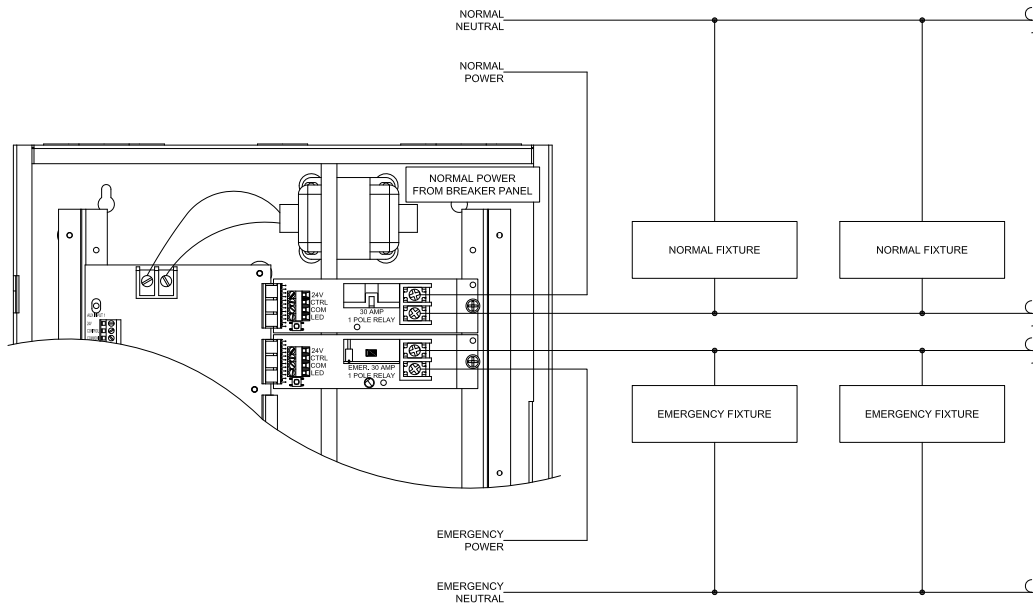 NORMAL
NEUTRAL
NORMAL
POWER
NORMAL POWER
FROM BREAKER PANEL
NORMAL FIXTURE
NORMAL FIXTURE
24V
CTRL
COM
LED
30 AMP
1 POLE RELAY
24V
CTRL
COM
LED
EMER. 30 AMP
1 POLE RELAY
EMERGENCY FIXTURE
EMERGENCY FIXTURE
EMERGENCY
POWER
EMERGENCY
NEUTRAL